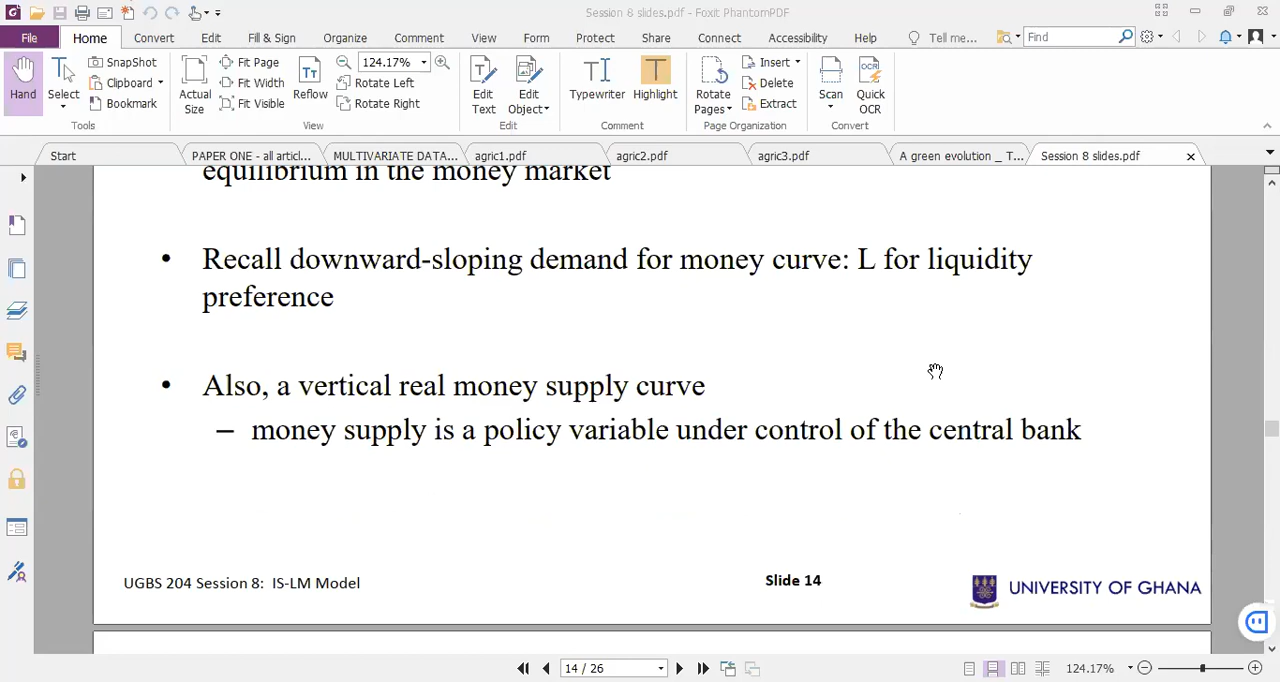 Session 8 slides.pdf - Foxit PhantomPDF
File Home Convert Edit Fill & Sign Organize Comment View Form Protect Share Connect Accessibility Help Tell me... Find
Hand
Select
SnapShot
Clipboard
Bookmark
Tools
Actual Size
Fit Page
Fit Width
Fit Visible
Reflow
Rotate Left
Rotate Right
View
Edit Text
Edit Object
Edit
Typewriter
Highlight
Comment
Rotate Pages
Insert
Delete
Extract
Page Organization
Scan
Quick OCR
OCR
Convert
Start PAPER ONE - all articl... MULTIVARIATE DATA... agric1.pdf agric2.pdf agric3.pdf A green evolution _ T... Session 8 slides.pdf
equilibrium in the money market
• Recall downward-sloping demand for money curve: L for liquidity
preference
• Also, a vertical real money supply curve
– money supply is a policy variable under control of the central bank
UGBS 204 Session 8: IS-LM Model Slide 14 UNIVERSITY OF GHANA
14 / 26 124.17%
124.17%